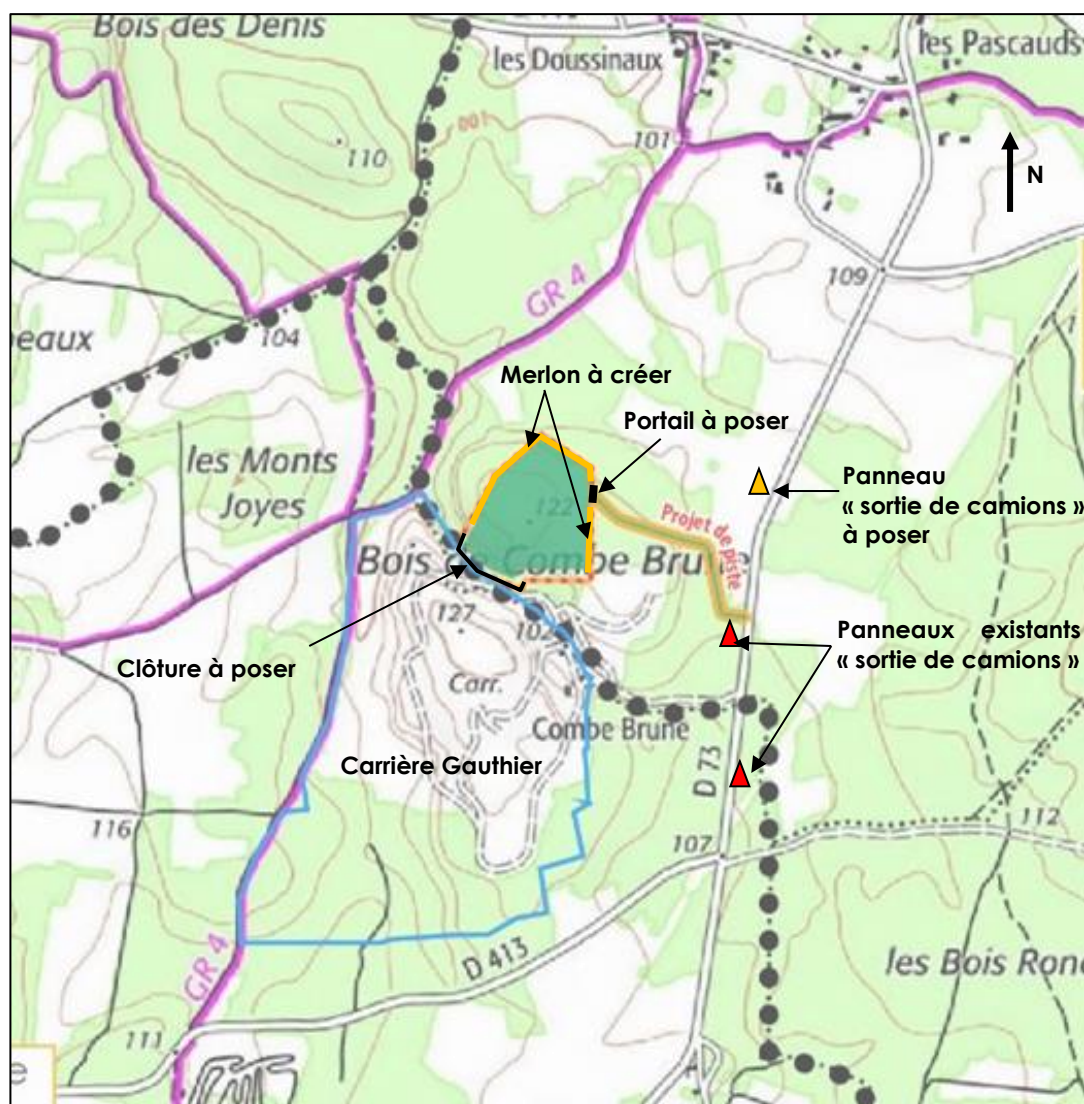 Bois des Denis
les Doussinaux
les Pascauds
101
110
100
N
109
GR 4
104
eaux
Merlon à créer
Portail à poser
les Monts
Joyes
Panneau
« sortie de camions »
à poser
122
Projet de piste
Bois de Combe Brune
127
102
Panneaux existants
« sortie de camions »
Clôture à poser
Carr.
Combe Brune
Carrière Gauthier
D 73
116
112
107
GR 4
D 413
les Bois Rond
111
e